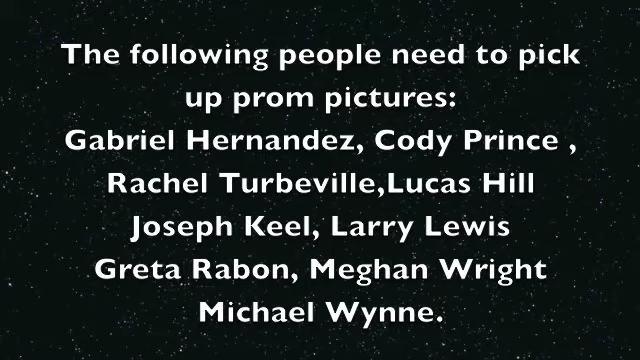 The following people need to pick
up prom pictures:
Gabriel Hernandez, Cody Prince ,
Rachel Turbeville,Lucas Hill
Joseph Keel, Larry Lewis
Greta Rabon, Meghan Wright
Michael Wynne.